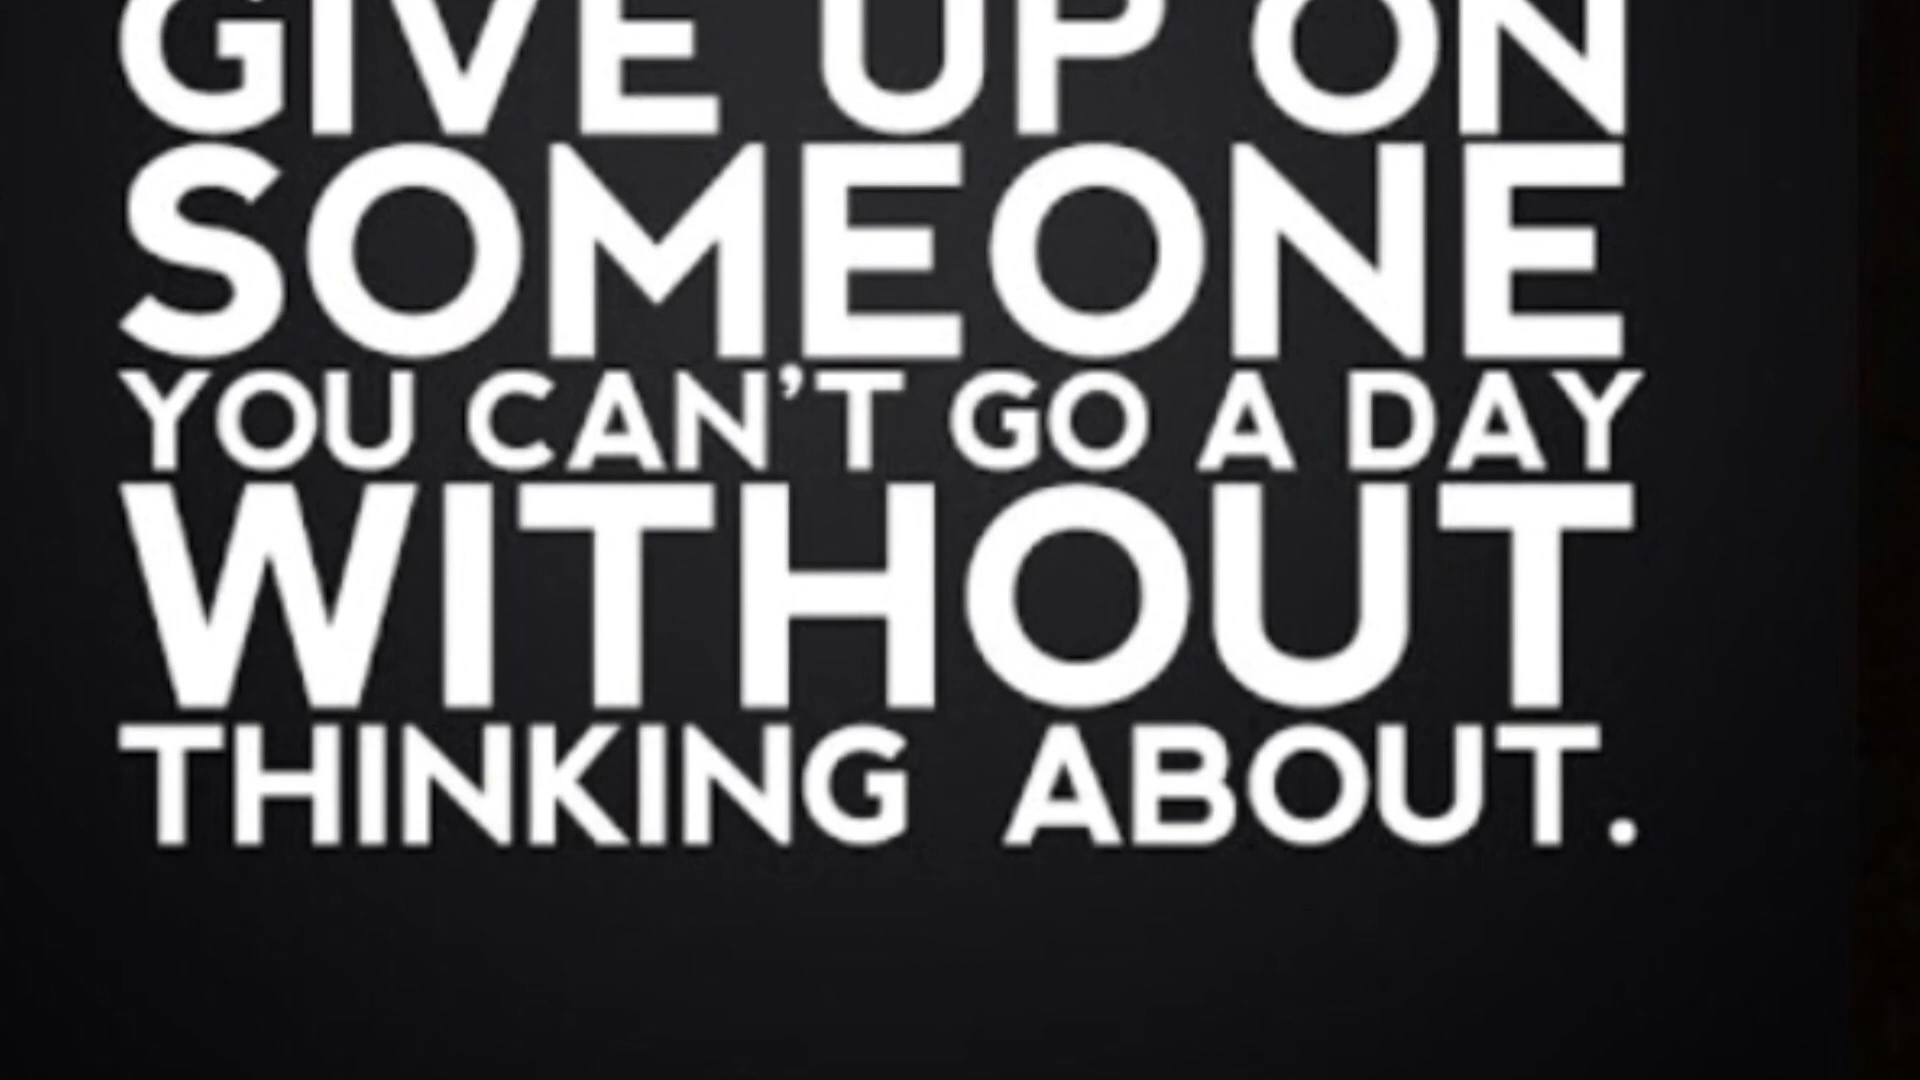 GIVE UP ON
SOMEONE
YOU CAN'T GO A DAY
WITHOUT
THINKING ABOUT.